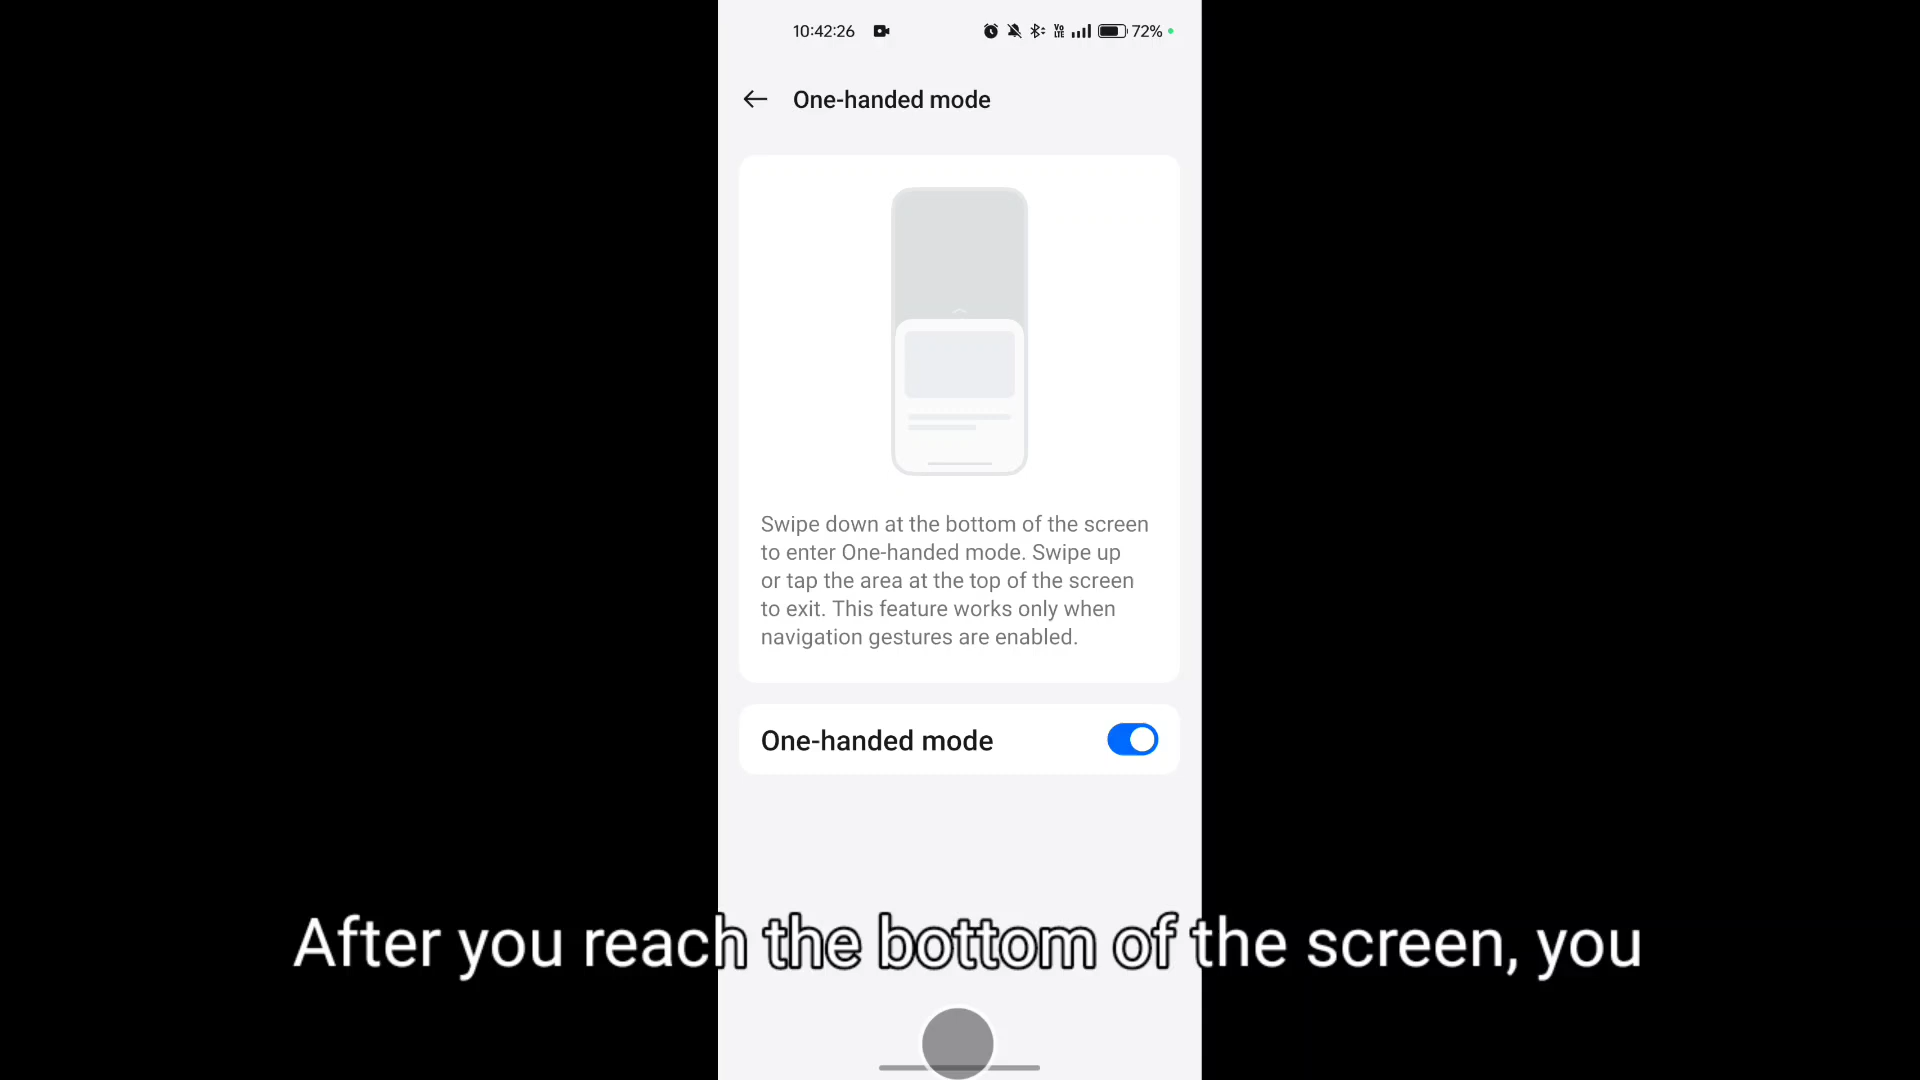 10:42:26
VoLTE
72%
One-handed mode
Swipe down at the bottom of the screen
to enter One-handed mode. Swipe up
or tap the area at the top of the screen
to exit. This feature works only when
navigation gestures are enabled.
One-handed mode
After you reach the bottom of the screen, you